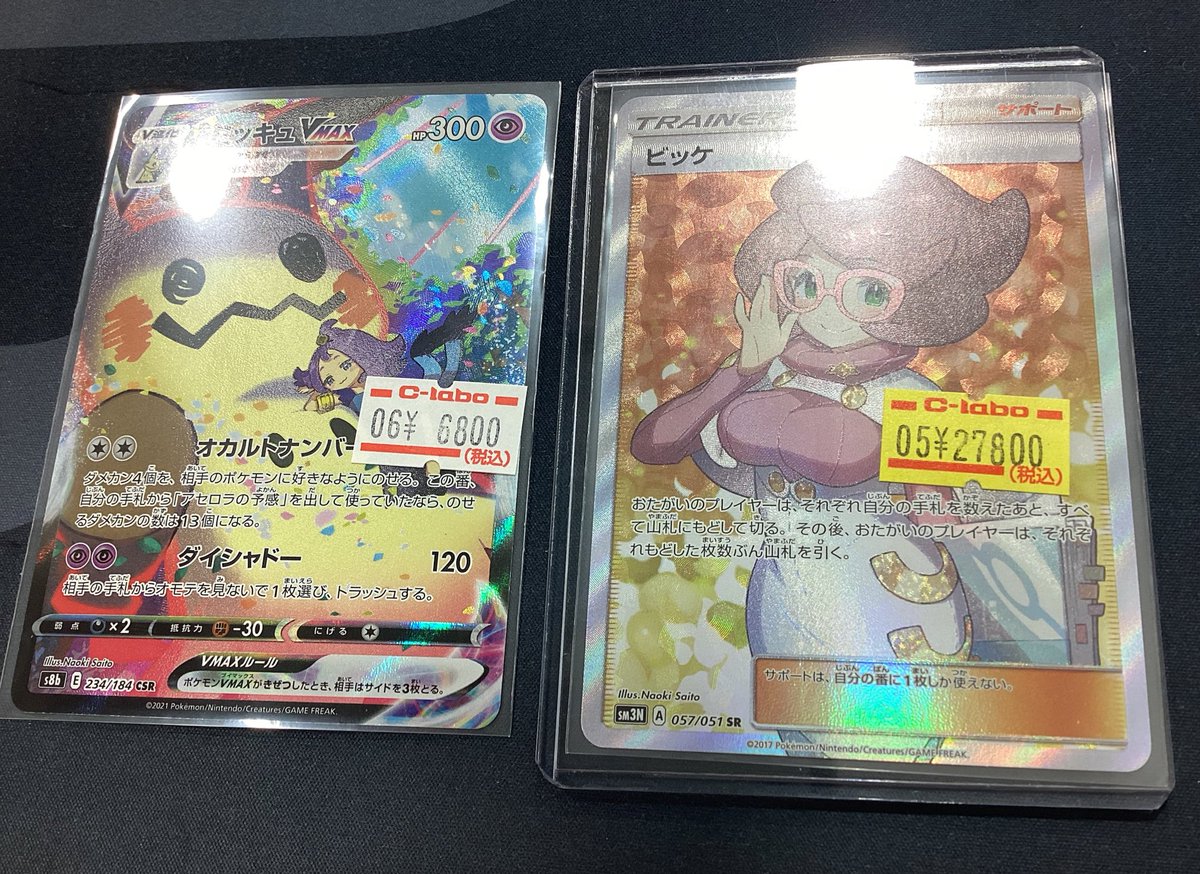 V進化
ミッキュVMAX
HP300
C-labo
06¥ 6800
(税込)
オカルトナンバー
ダメカン4個を、相手のポケモンに好きなようにのせる。この番、
自分の手札から「アセロラの予感」を出して使っていたなら、のせ
るダメカンの数は13個になる。
ダイシャドー 120
相手の手札からオモテを見ないで1枚選び、トラッシュする。
弱点 ×2 抵抗力 -30 にげる
Illus.Naoki Saito
s8b E 234/184 CSR
VMAXルール
ポケモンVMAXがきぜつしたとき、相手はサイドを3枚とる。
©2021 Pokémon/Nintendo/Creatures/GAME FREAK.
TRAINER サポート
ビッケ
C-labo
05¥27800
(税込)
おたがいのプレイヤーは、それぞれ自分の手札を数えたあと、すべ
て山札にもどして切る。その後、おたがいのプレイヤーは、それぞ
れもどした枚数ぶん山札を引く。
サポートは、自分の番に1枚しか使えない。
Illus.Naoki Saito
SM3N A 057/051 SR
©2017 Pokémon/Nintendo/Creatures/GAME FREAK.